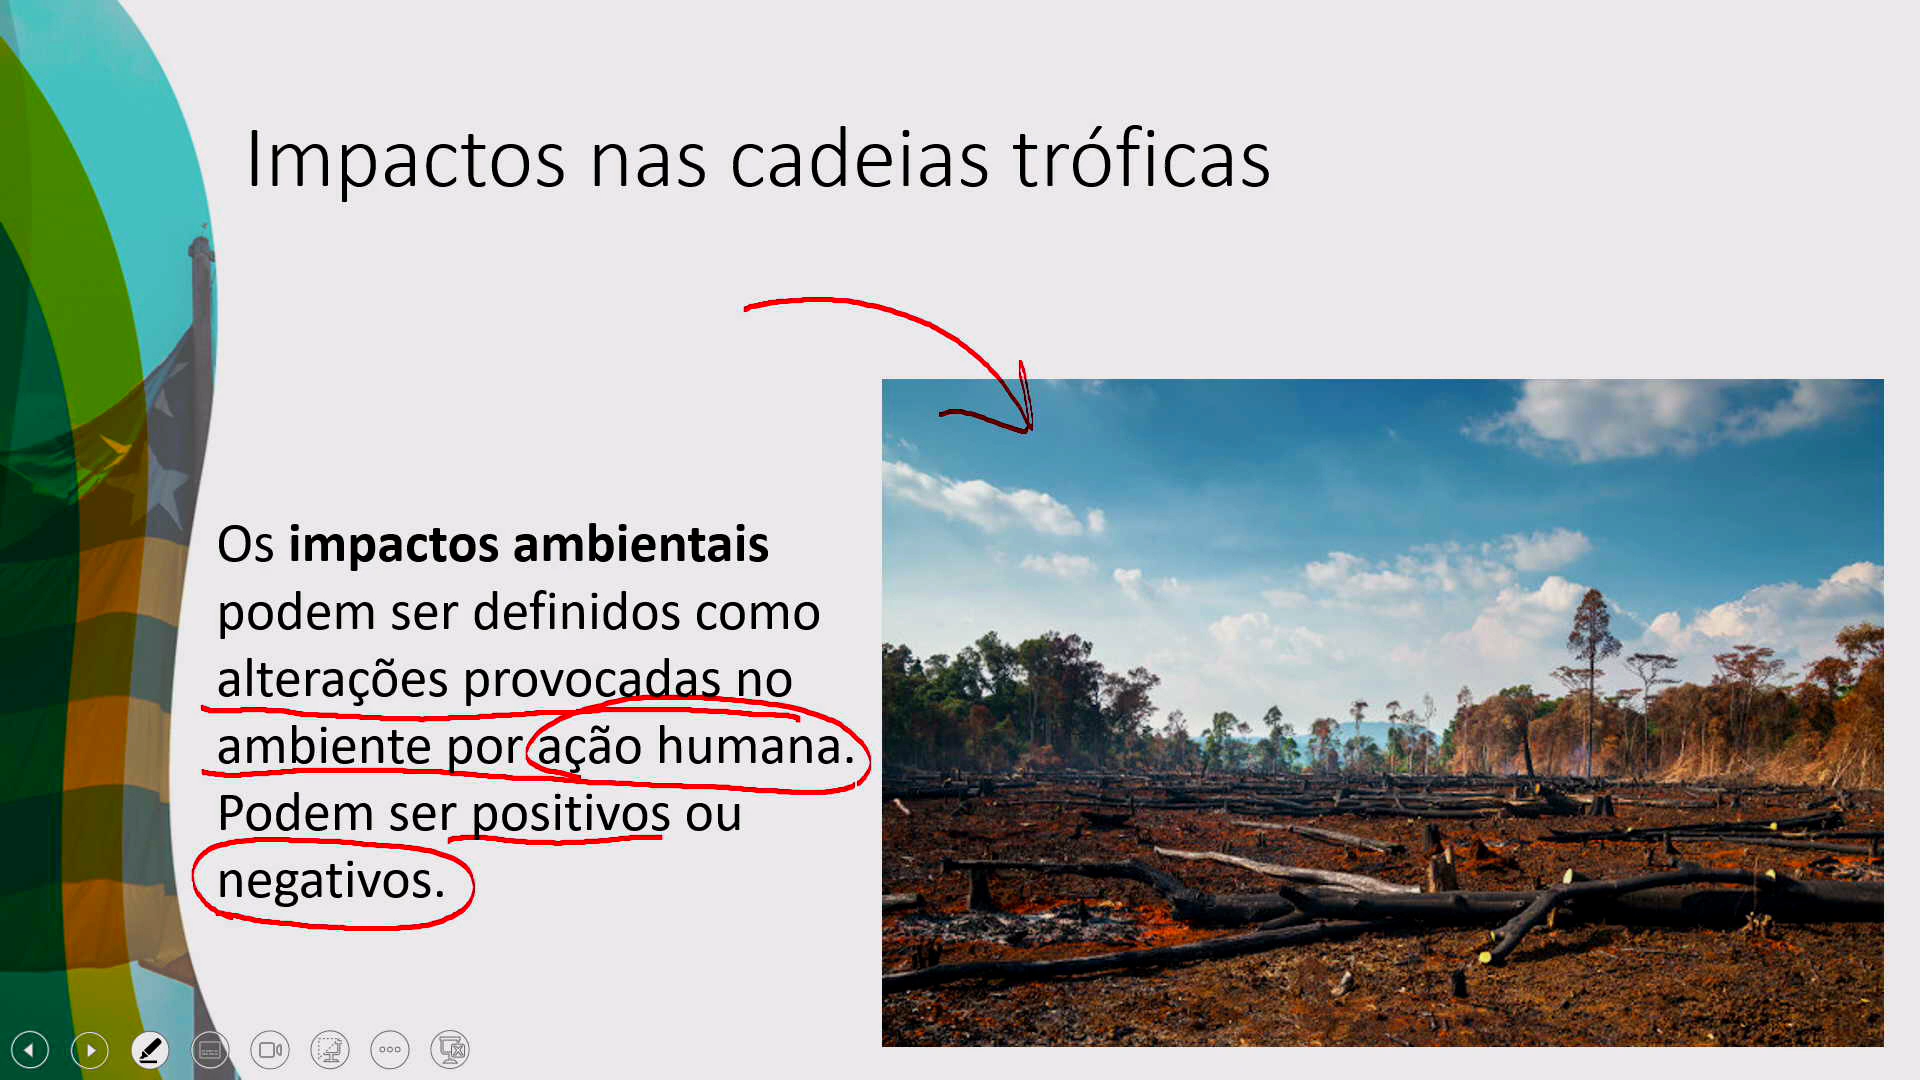 Impactos nas cadeias tróficas
Os impactos ambientais
podem ser definidos como
alterações provocadas no
ambiente por ação humana.
Podem ser positivos ou
negativos.